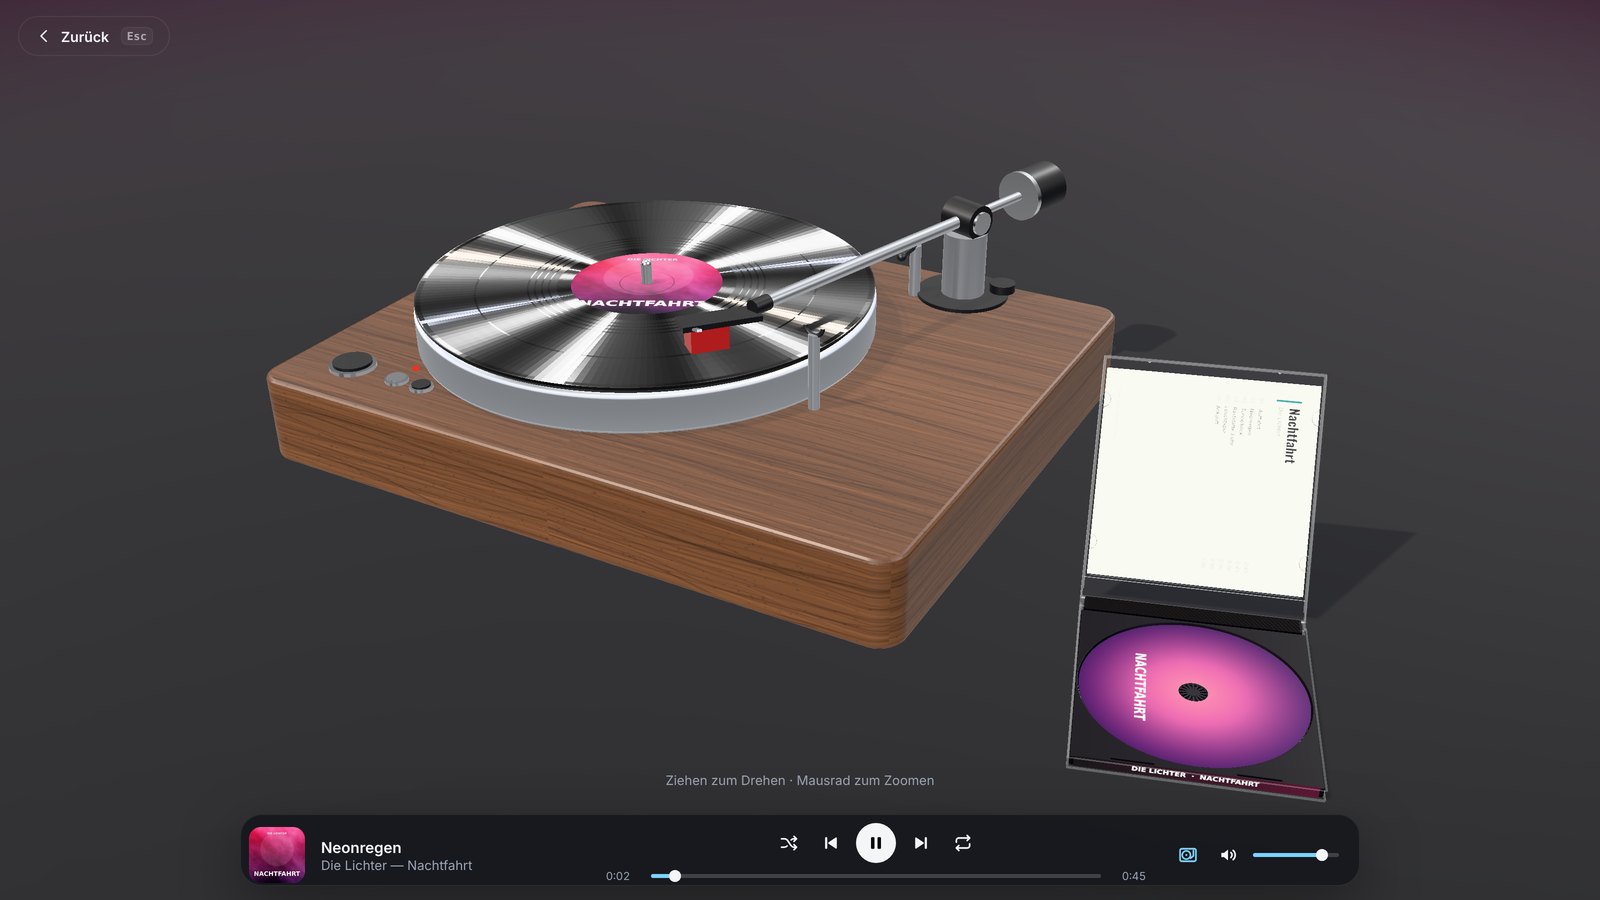 Zurück Esc
DIE LICHTER
NACHTFAHRT
Nachtfahrt
NACHTFAHRT
DIE LICHTER · NACHTFAHRT
Ziehen zum Drehen · Mausrad zum Zoomen
NACHTFAHRT
Neonregen
Die Lichter — Nachtfahrt
0:02
0:45